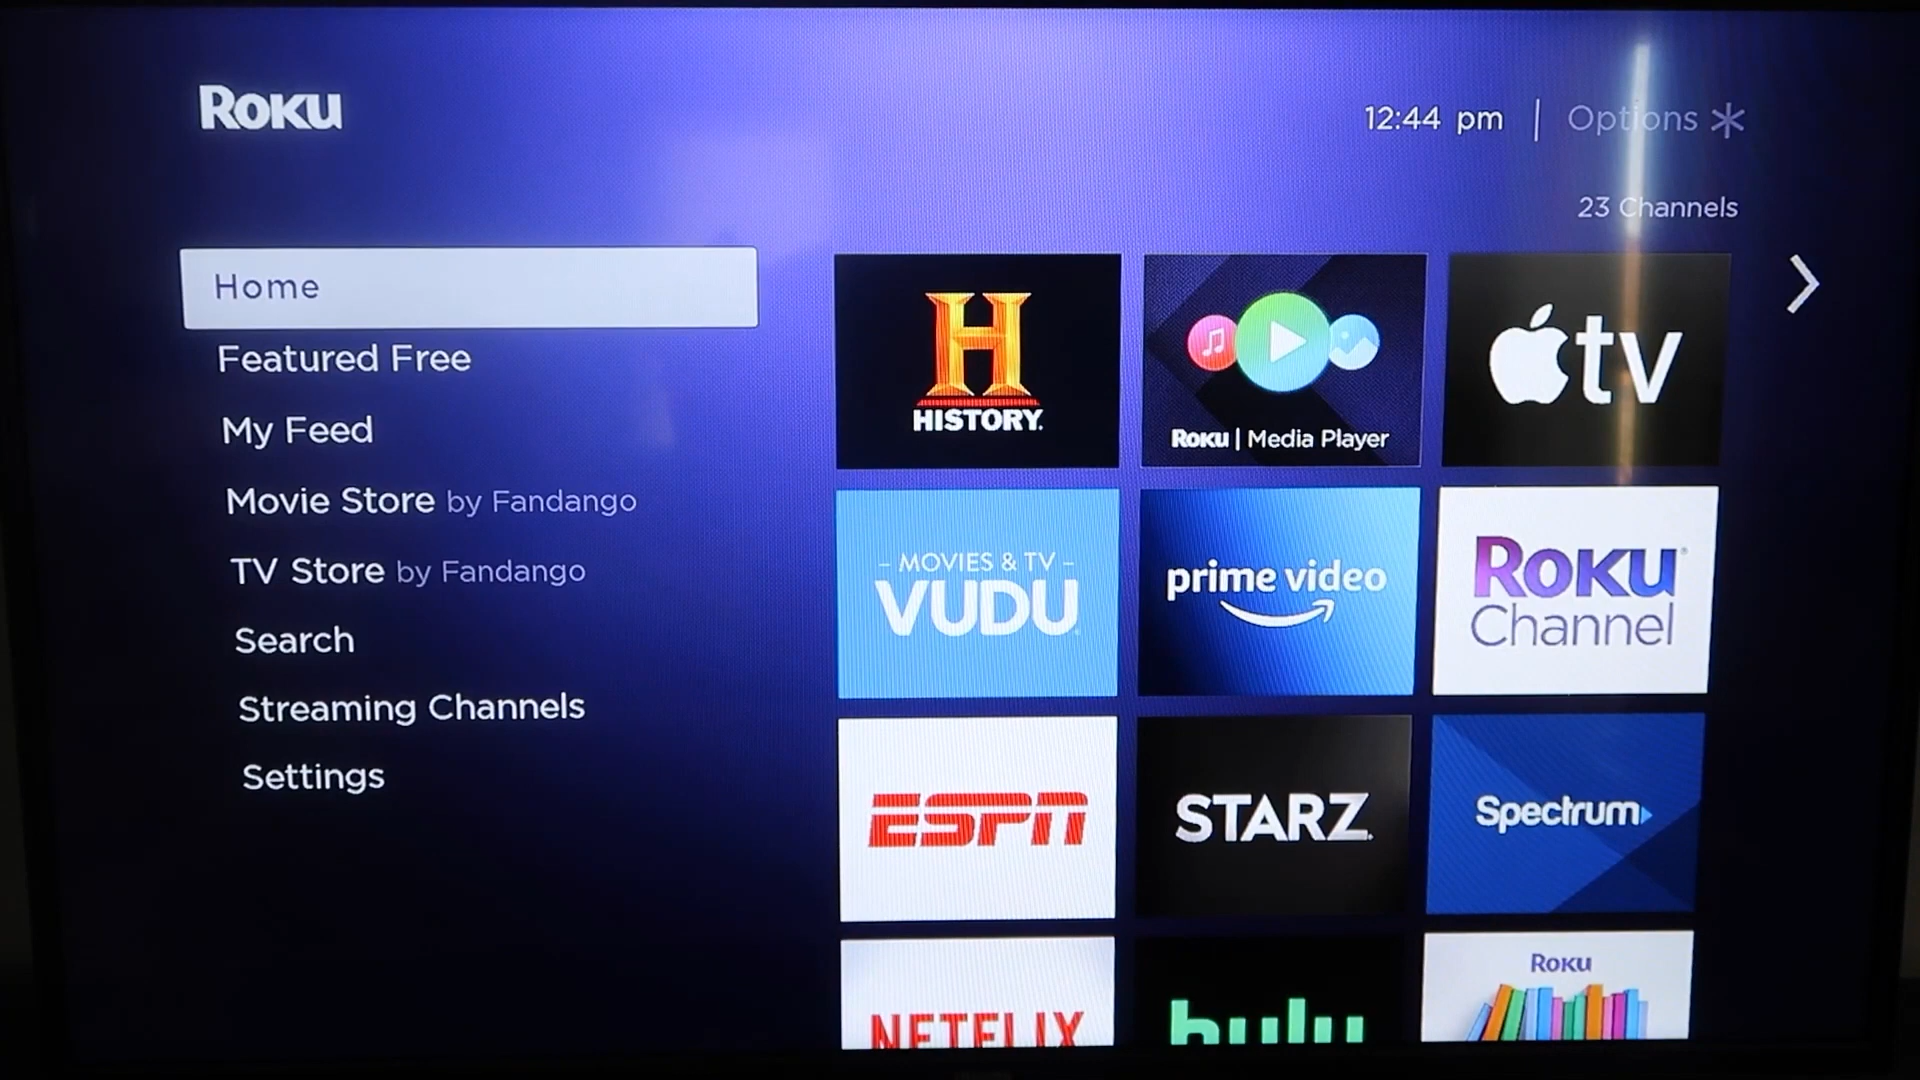 Roku
12:44 pm | Options *
23 Channels
Home
Featured Free
My Feed
Movie Store by Fandango
TV Store by Fandango
Search
Streaming Channels
Settings
H
HISTORY.
Roku | Media Player
tv
- MOVIES & TV -
VUDU
prime video
Roku
Channel
ESPN
STARZ
Spectrum
NETFLIX
hulu
Roku